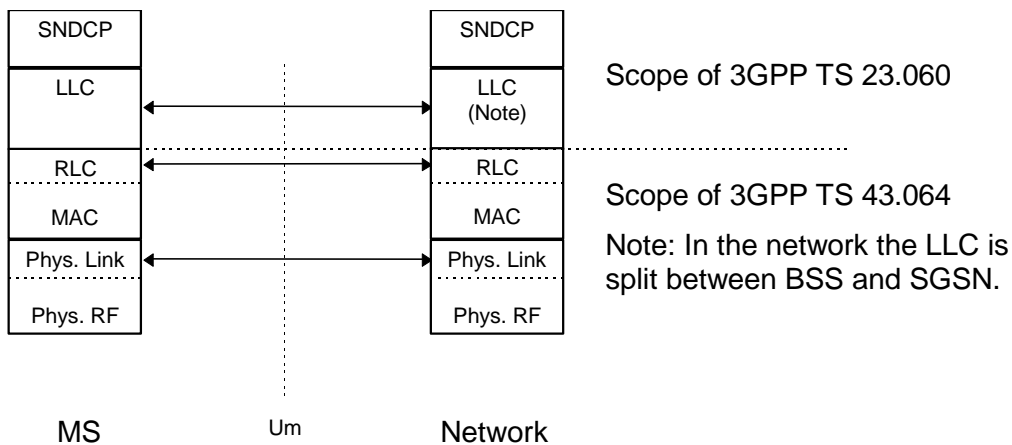 SNDCP
LLC
RLC
MAC
Phys. Link
Phys. RF
MS
Um
SNDCP
LLC
(Note)
RLC
MAC
Phys. Link
Phys. RF
Network
Scope of 3GPP TS 23.060
Scope of 3GPP TS 43.064
Note: In the network the LLC is
split between BSS and SGSN.